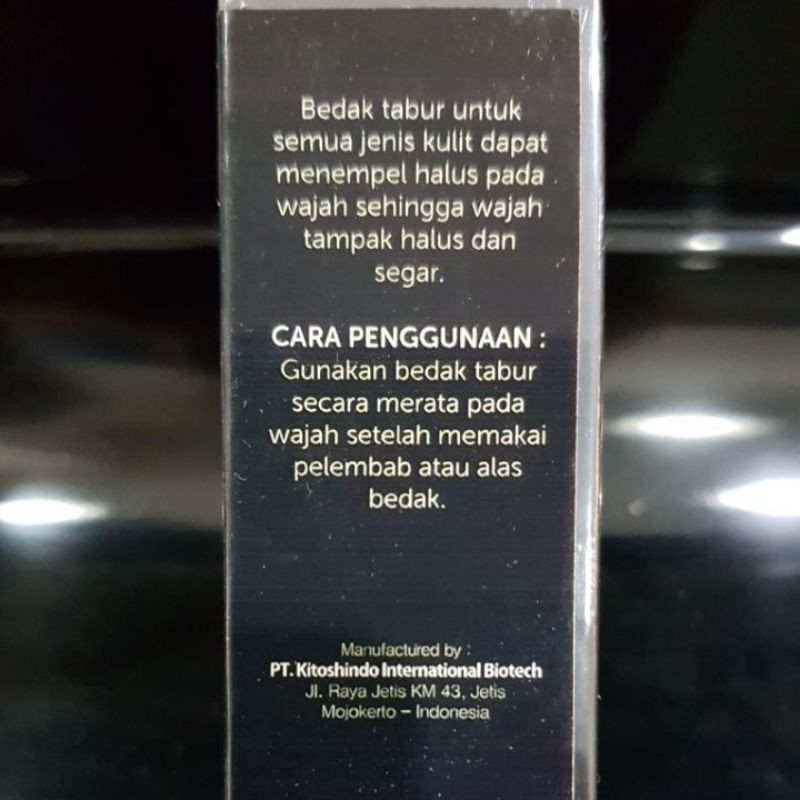 Bedak tabur untuk
semua jenis kulit dapat
menempel halus pada
wajah sehingga wajah
tampak halus dan
segar.
CARA PENGGUNAAN :
Gunakan bedak tabur
secara merata pada
wajah setelah memakai
pelembab atau alas
bedak.
Manufactured by :
PT. Kitoshindo International Biotech
Jl. Raya Jetis KM 43, Jetis
Mojokerto – Indonesia